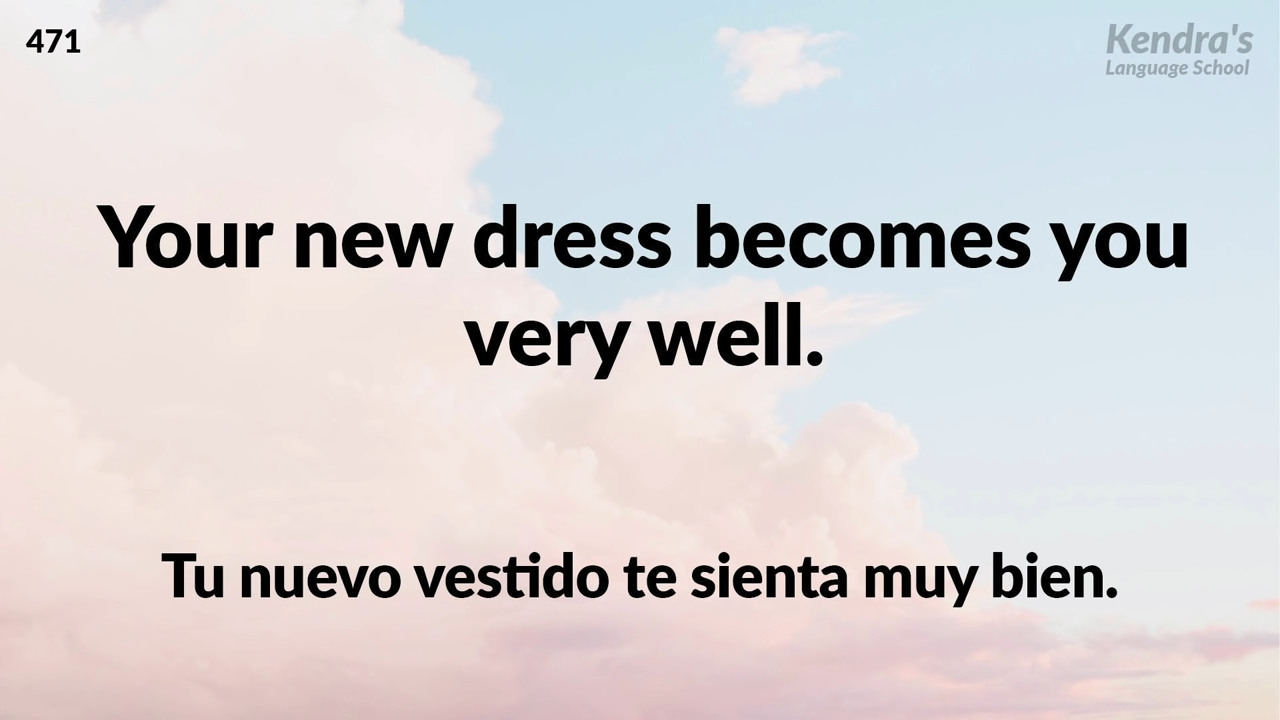 471
Kendra's
Language School
Your new dress becomes you
very well.
Tu nuevo vestido te sienta muy bien.